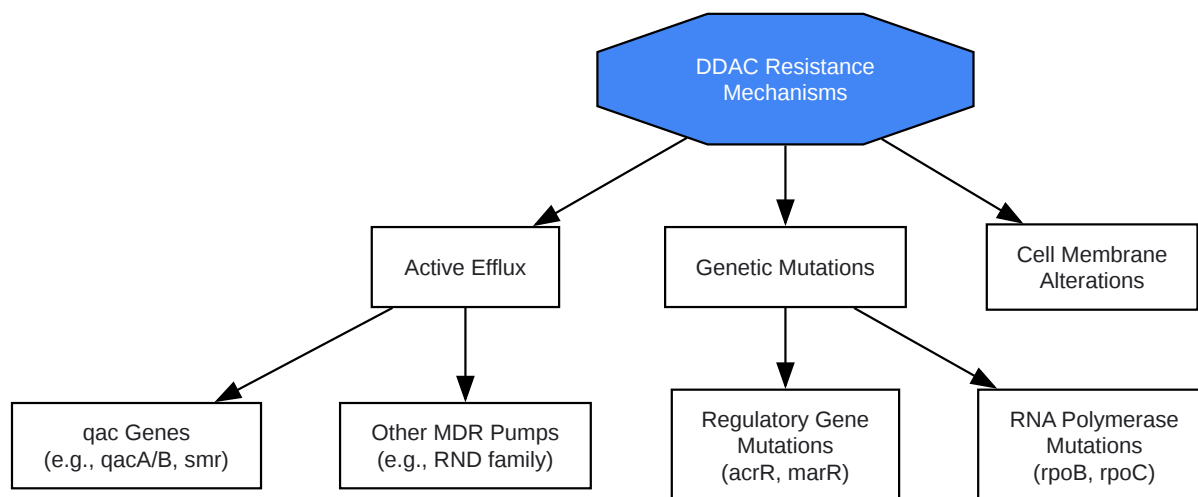 DDAC Resistance
Mechanisms
Active Efflux
Genetic Mutations
Cell Membrane
Alterations
qac Genes
(e.g., qacA/B, smr)
Other MDR Pumps
(e.g., RND family)
Regulatory Gene
Mutations
(acrR, marR)
RNA Polymerase
Mutations
(rpoB, rpoC)